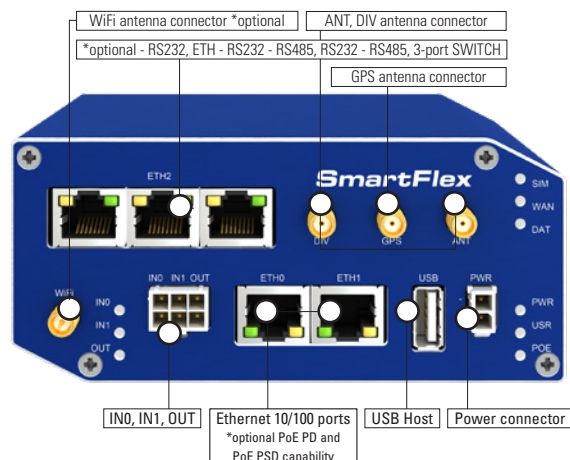 WiFi antenna connector *optional
ANT, DIV antenna connector
*optional - RS232, ETH - RS232 - RS485, RS232 - RS485, 3-port SWITCH
GPS antenna connector
ETH2
SmartFlex
SIM
WAN
DAT
DIV
GPS
ANT
WiFi
IN0
IN1
OUT
IN0 IN1 OUT
ETH0
ETH1
USB
PWR
-
PWR
USR
POE
IN0, IN1, OUT
Ethernet 10/100 ports
*optional PoE PD and
PoE PSD capability
USB Host
Power connector